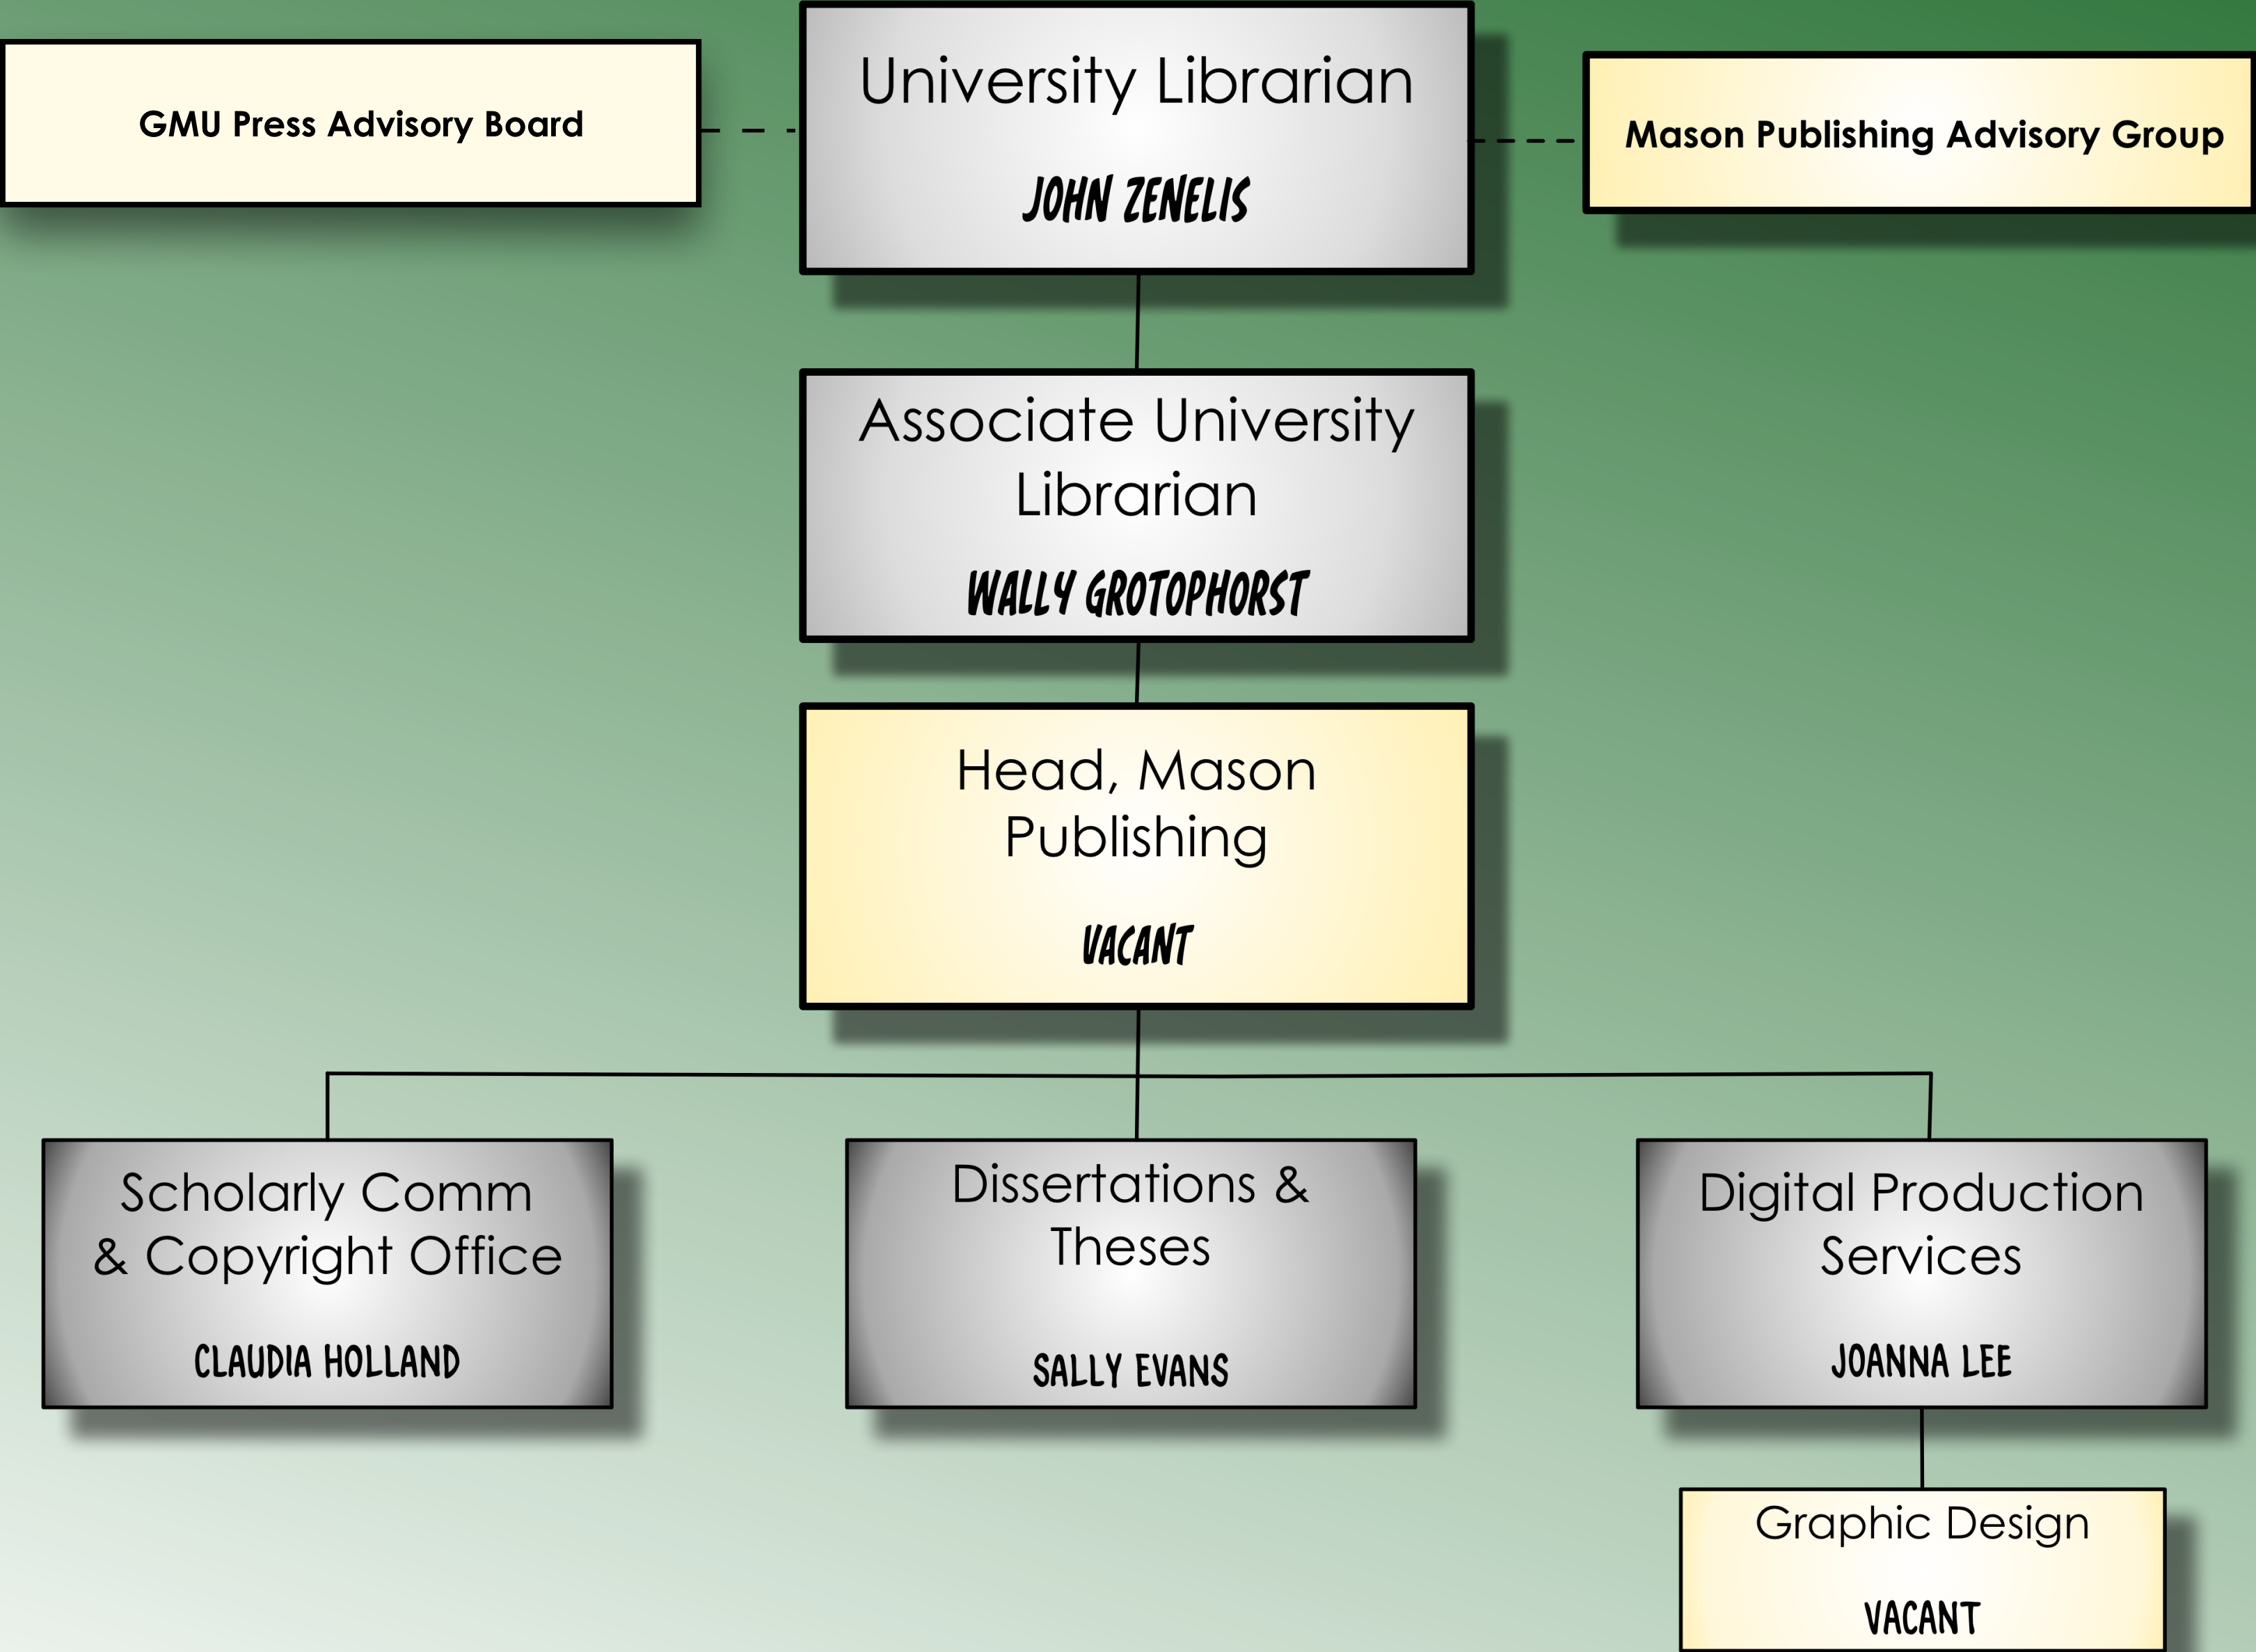 GMU Press Advisory Board
University Librarian
JOHN ZENELIS
Mason Publishing Advisory Group
Associate University
Librarian
WALLY GROTOPHORST
Head, Mason
Publishing
VACANT
Scholarly Comm
& Copyright Office
CLAUDIA HOLLAND
Dissertations &
Theses
SALLY EVANS
Digital Production
Services
JOANNA LEE
Graphic Design
VACANT